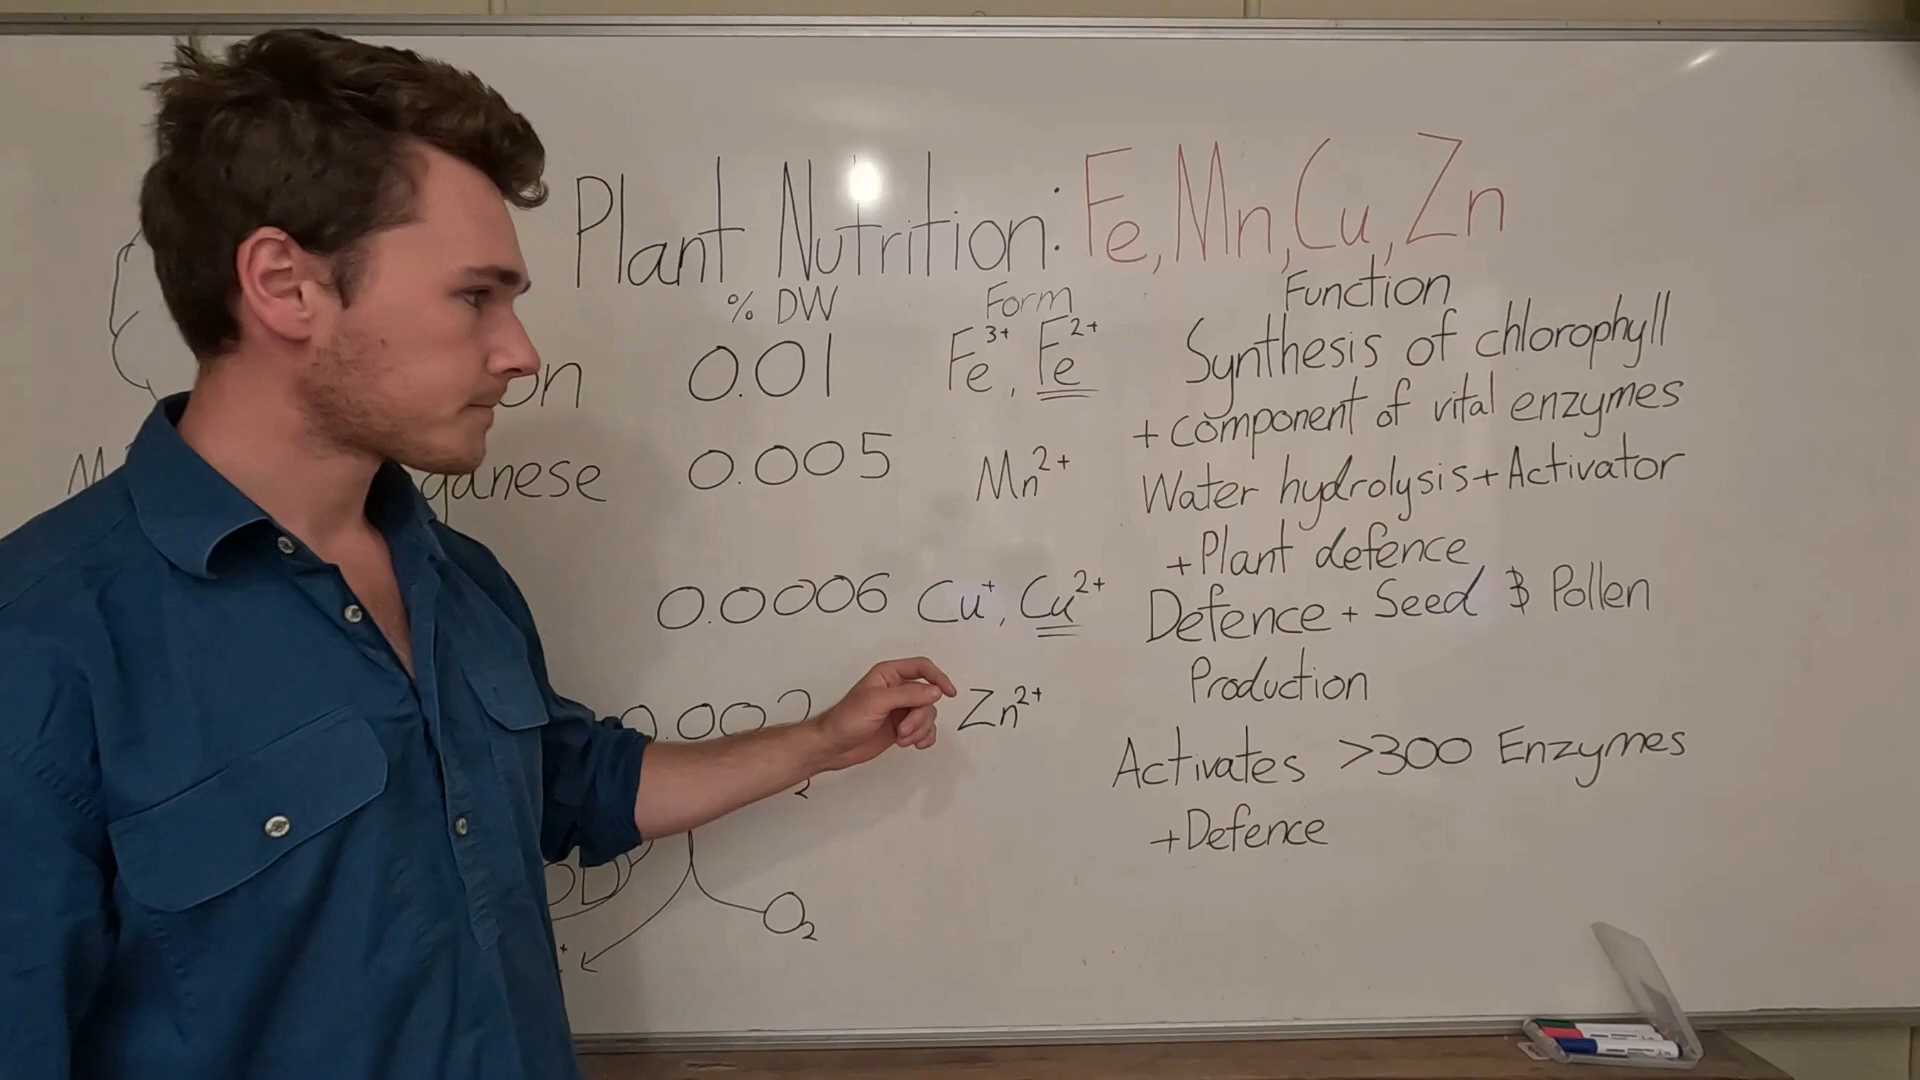 Plant Nutrition: Fe, Mn, Cu, Zn
% DW Form Function
0.01 Fe³⁺, Fe²⁺ Synthesis of chlorophyll
+ component of vital enzymes
ganese 0.005 Mn²⁺ Water hydrolysis + Activator
+ Plant defence
0.0006 Cu⁺, Cu²⁺ Defence + Seed & Pollen
Production
0.002 Zn²⁺
Activates >300 Enzymes
+ Defence
O₂